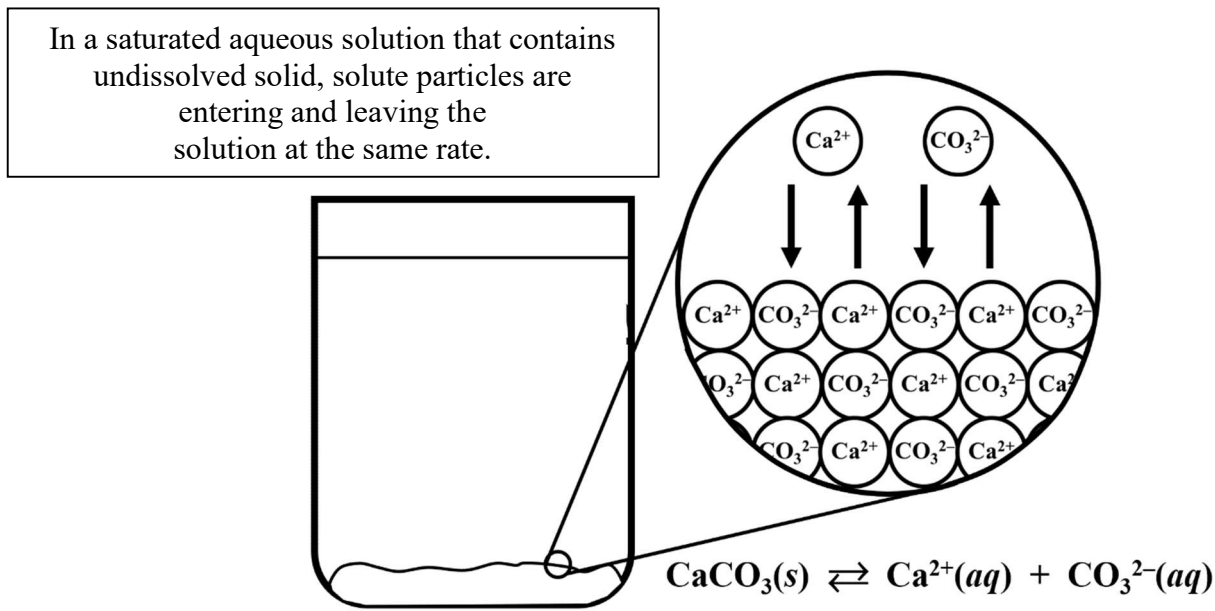 In a saturated aqueous solution that contains
undissolved solid, solute particles are
entering and leaving the
solution at the same rate.
Ca²⁺ CO₃²⁻
Ca²⁺ CO₃²⁻ Ca²⁺ CO₃²⁻ Ca²⁺ CO₃²⁻
O₃²⁻ Ca²⁺ CO₃²⁻ Ca²⁺ CO₃²⁻ Ca²
CO₃²⁻ Ca²⁺ CO₃²⁻ Ca²⁺
CaCO₃(s) ⇄ Ca²⁺(aq) + CO₃²⁻(aq)